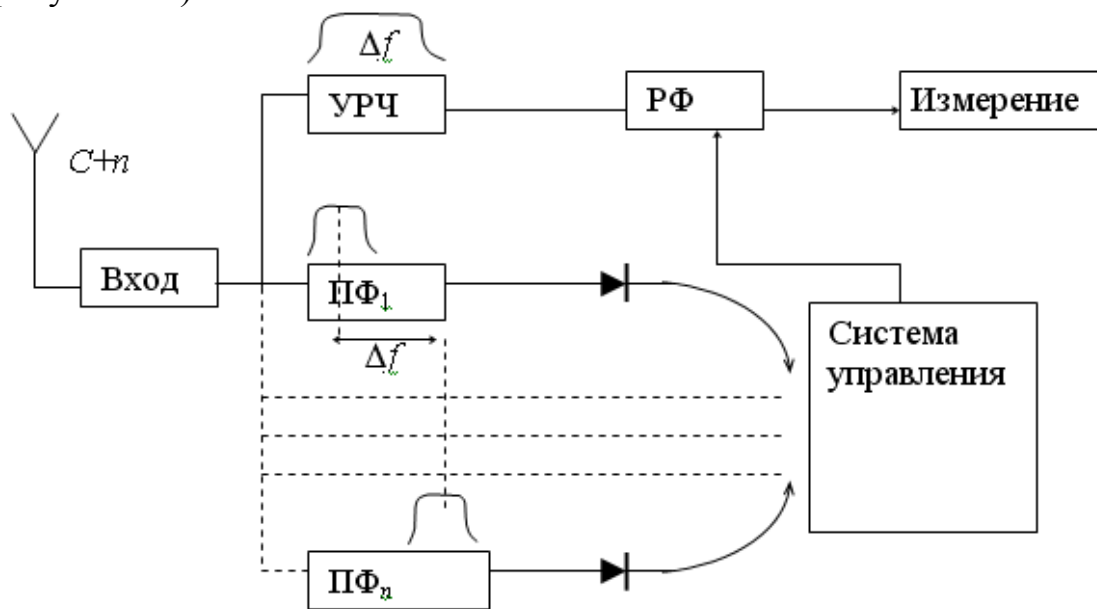 Δf
УРЧ
РФ
Измерение
C+n
Вход
ПФ₁
Δf
Система
управления
ПФₙ